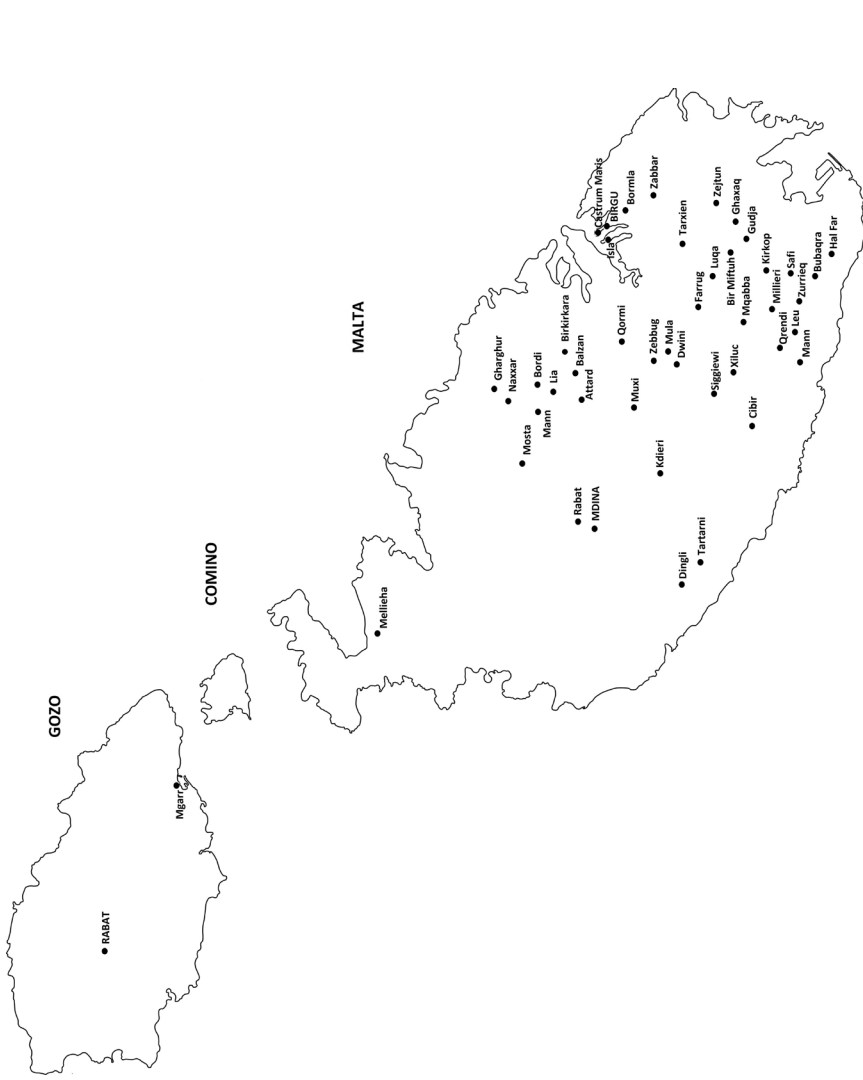 GOZO
RABAT
Mgarr
COMINO
MALTA
Mellieha
Gharghur
Naxxar
Mosta
Bordi
Mann
Lia
Birkirkara
Balzan
Attard
Rabat
MDINA
Castrum Maris
BIRGU
Isla
Bormla
Zabbar
Qormi
Muxi
Zebbug
Mula
Dwini
Kdieri
Dingli
Tartarni
Tarxien
Farrug
Luqa
Zejtun
Ghaxaq
Gudja
Bir Miftuh
Siggiewi
Xiluc
Mqabba
Cibir
Kirkop
Millieri
Safi
Qrendi
Leu
Zurrieq
Mann
Bubaqra
Hal Far